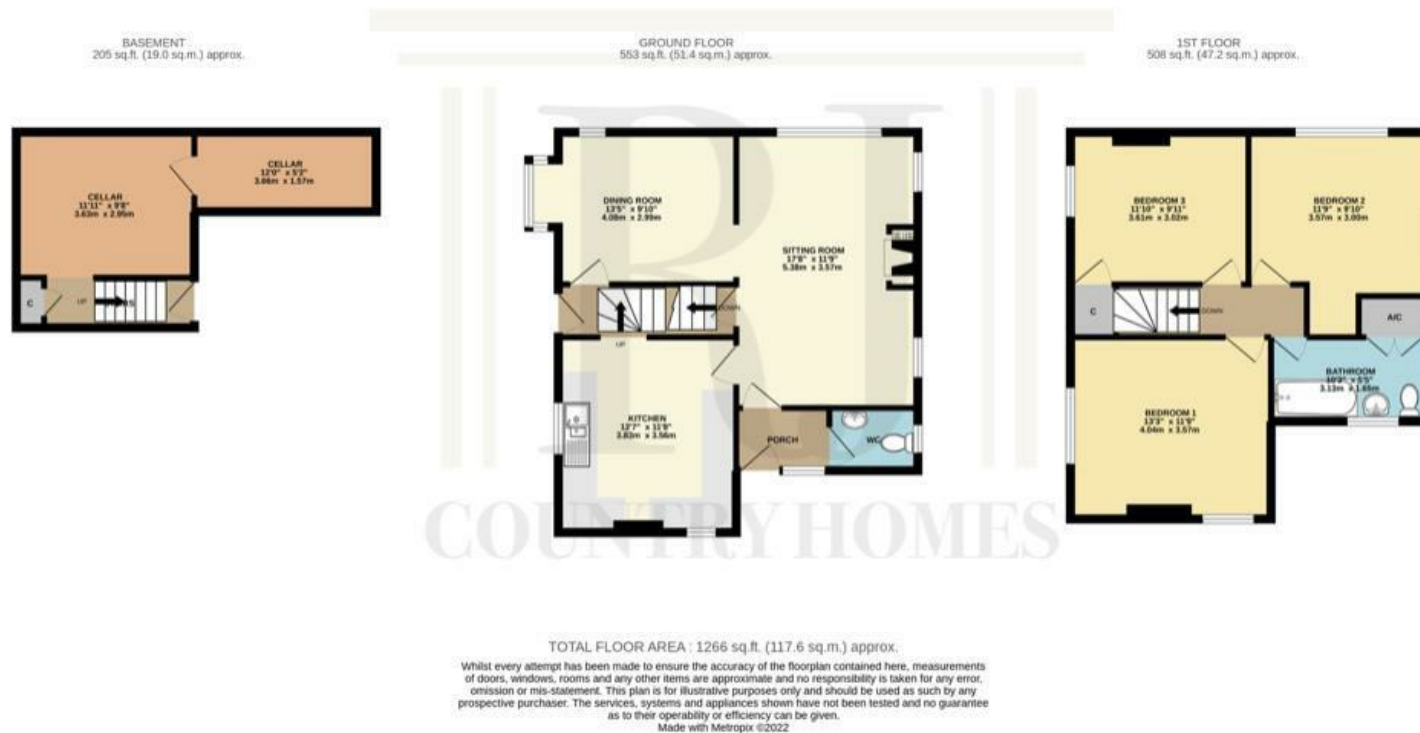 BASEMENT
205 sq.ft. (19.0 sq.m.) approx.
GROUND FLOOR
553 sq.ft. (51.4 sq.m.) approx.
1ST FLOOR
508 sq.ft. (47.2 sq.m.) approx.
CELLAR
11'11" x 9'8"
3.63m x 2.95m
CELLAR
12'0" x 5'2"
3.66m x 1.57m
C
UP
DINING ROOM
13'5" x 9'10"
4.08m x 2.99m
SITTING ROOM
17'8" x 11'9"
5.38m x 3.57m
DOWN
UP
KITCHEN
12'7" x 11'8"
3.83m x 3.56m
PORCH
WC
BEDROOM 3
11'10" x 9'11"
3.61m x 3.02m
BEDROOM 2
11'9" x 9'10"
3.57m x 3.00m
C
DOWN
A/C
BATHROOM
10'3" x 5'5"
3.13m x 1.65m
BEDROOM 1
13'3" x 11'9"
4.04m x 3.57m
RJ
COUNTRY HOMES
TOTAL FLOOR AREA : 1266 sq.ft. (117.6 sq.m.) approx.
Whilst every attempt has been made to ensure the accuracy of the floorplan contained here, measurements
of doors, windows, rooms and any other items are approximate and no responsibility is taken for any error,
omission or mis-statement. This plan is for illustrative purposes only and should be used as such by any
prospective purchaser. The services, systems and appliances shown have not been tested and no guarantee
as to their operability or efficiency can be given.
Made with Metropix ©2022